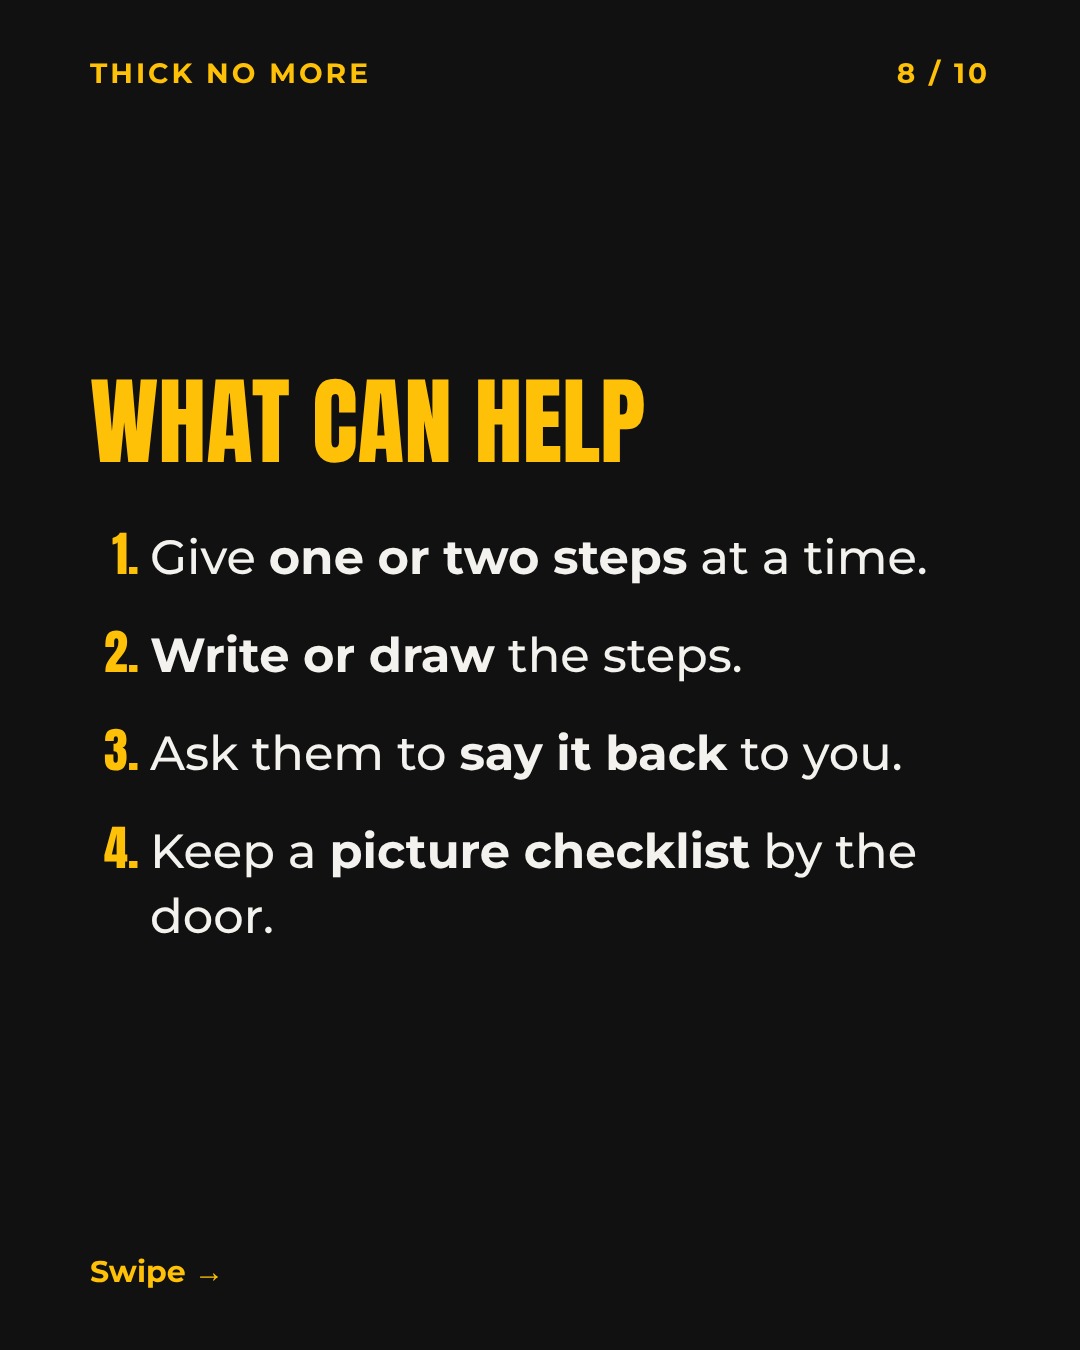 THICK NO MORE
8 / 10
WHAT CAN HELP
1. Give one or two steps at a time.
2. Write or draw the steps.
3. Ask them to say it back to you.
4. Keep a picture checklist by the
door.
Swipe →